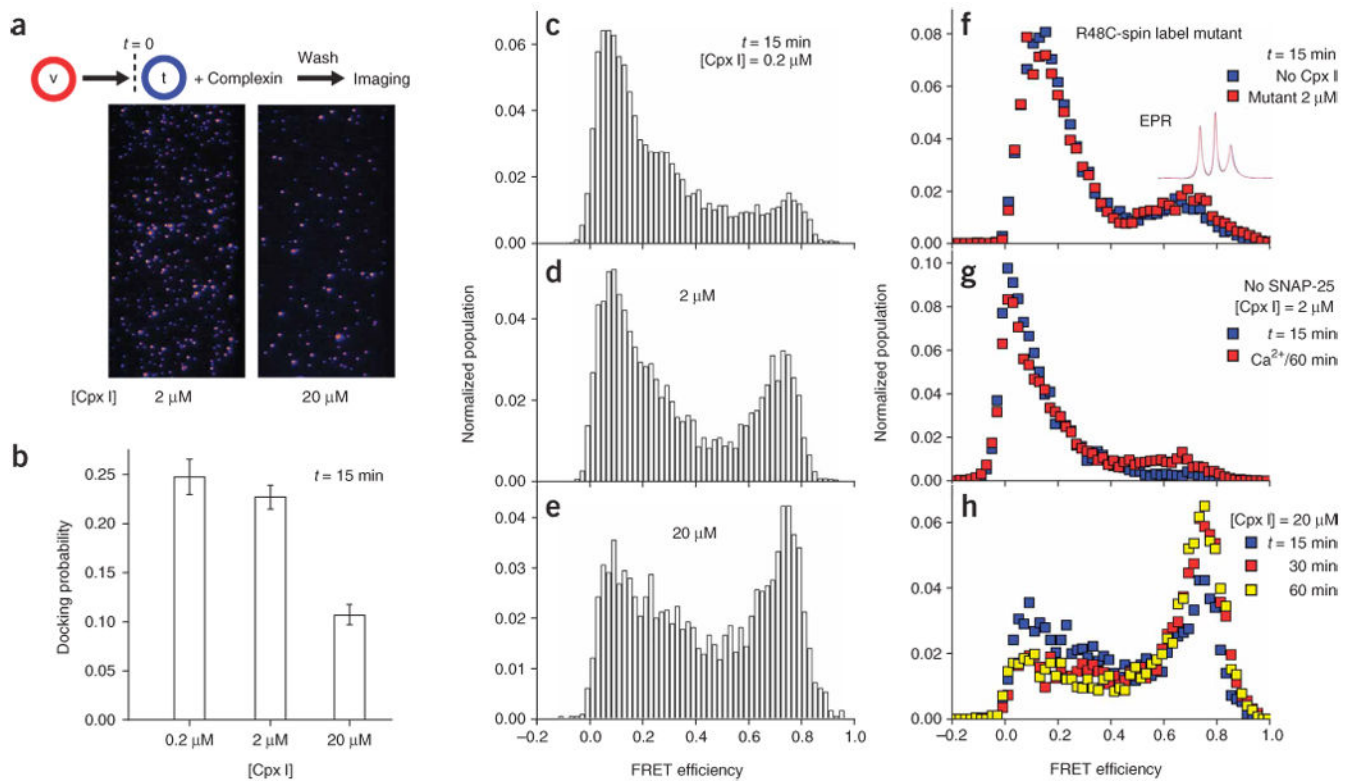 a
t = 0
v
t
+ Complexin
Wash
Imaging
[Cpx I]
2 μM
20 μM
b
t = 15 min
Docking probability
0.25
0.20
0.15
0.10
0.05
0.00
0.2 μM
2 μM
20 μM
[Cpx I]
c
t = 15 min
[Cpx I] = 0.2 μM
0.06
0.04
0.02
0.00
d
2 μM
Normalized population
0.04
0.02
0.00
e
20 μM
0.04
0.03
0.02
0.01
0.00
−0.2
0.0
0.2
0.4
0.6
0.8
1.0
FRET efficiency
f
R48C-spin label mutant
t = 15 min
No Cpx I
Mutant 2 μM
EPR
0.08
0.06
0.04
0.02
0.00
g
No SNAP-25
[Cpx I] = 2 μM
t = 15 min
Ca2+/60 min
Normalized population
0.10
0.08
0.06
0.04
0.02
0.00
h
[Cpx I] = 20 μM
t = 15 min
30 min
60 min
0.06
0.04
0.02
0.00
−0.2
0.0
0.2
0.4
0.6
0.8
1.0
FRET efficiency